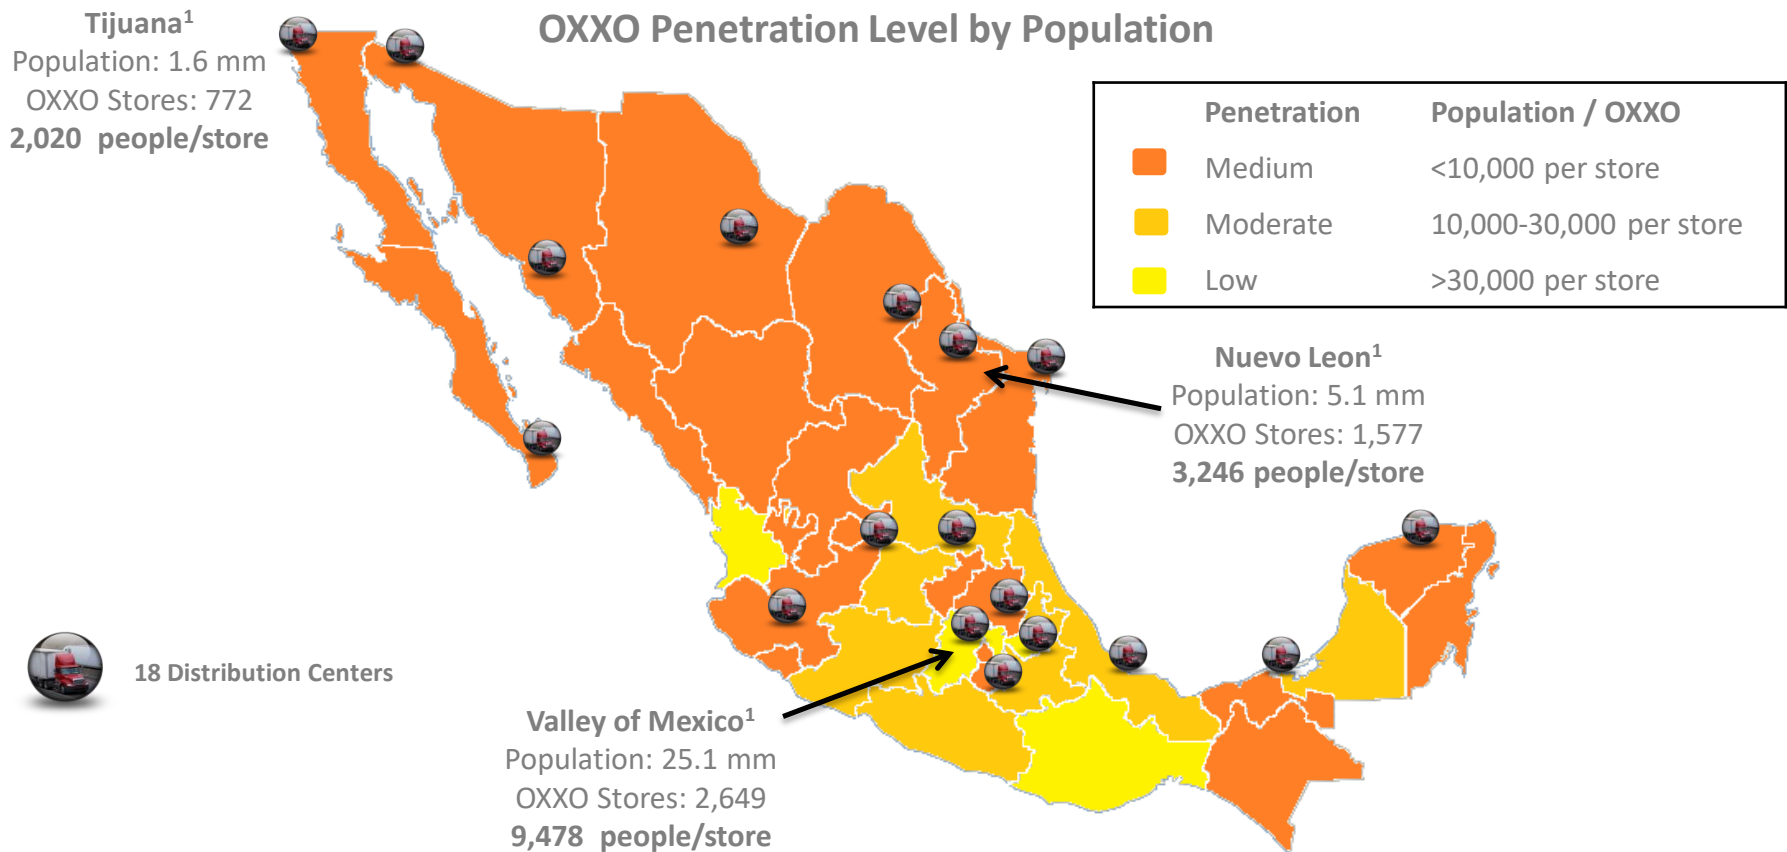 OXXO Penetration Level by Population
Tijuana¹
Population: 1.6 mm
OXXO Stores: 772
2,020 people/store
Penetration Population / OXXO
Medium <10,000 per store
Moderate 10,000-30,000 per store
Low >30,000 per store
Nuevo Leon¹
Population: 5.1 mm
OXXO Stores: 1,577
3,246 people/store
18 Distribution Centers
Valley of Mexico¹
Population: 25.1 mm
OXXO Stores: 2,649
9,478 people/store